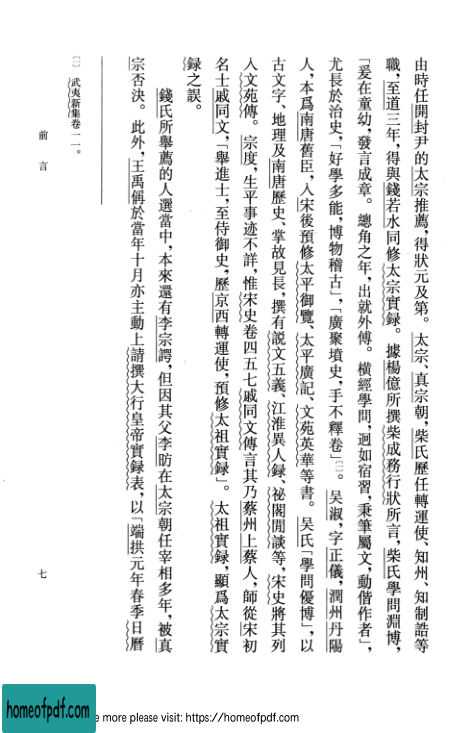 由時任開封尹的太宗推薦，得狀元及第。太宗、真宗朝，柴氏歷任轉運使、知州、知制誥等
職，至道三年，得與錢若水同修太宗實録。據楊億所撰柴成務行狀所言，柴氏學問淵博，
「爰在童幼，發言成章。總角之年，出就外傅。橫經學問，迥如宿習，秉筆屬文，動偕作者」，
尤長於治史，「好學多能，博物稽古」，「廣聚墳史，手不釋卷」〔一〕。吳淑，字正儀，潤州丹陽
人，本爲南唐舊臣，入宋後預修太平御覽、太平廣記、文苑英華等書。吳氏「學問優博」，以
古文字、地理及南唐歷史、掌故見長，撰有説文五義、江淮異人録、祕閣閒談等，宋史將其列
入文苑傳。宗度，生平事迹不詳，惟宋史卷四五七戚同文傳言其乃蔡州上蔡人，師從宋初
名士戚同文，「舉進士，至侍御史，歷京西轉運使，預修太祖實録」。太祖實録，顯爲太宗實
録之誤。
錢氏所舉薦的人選當中，本來還有李宗諤，但因其父李昉在太宗朝任宰相多年，被真
宗否決。此外，王禹偁於當年十月亦主動上請撰大行皇帝實録表，以「端拱元年春季日曆
〔一〕武夷新集卷一一。
前言
七
homeofpdf.com
e more please visit: https://homeofpdf.com